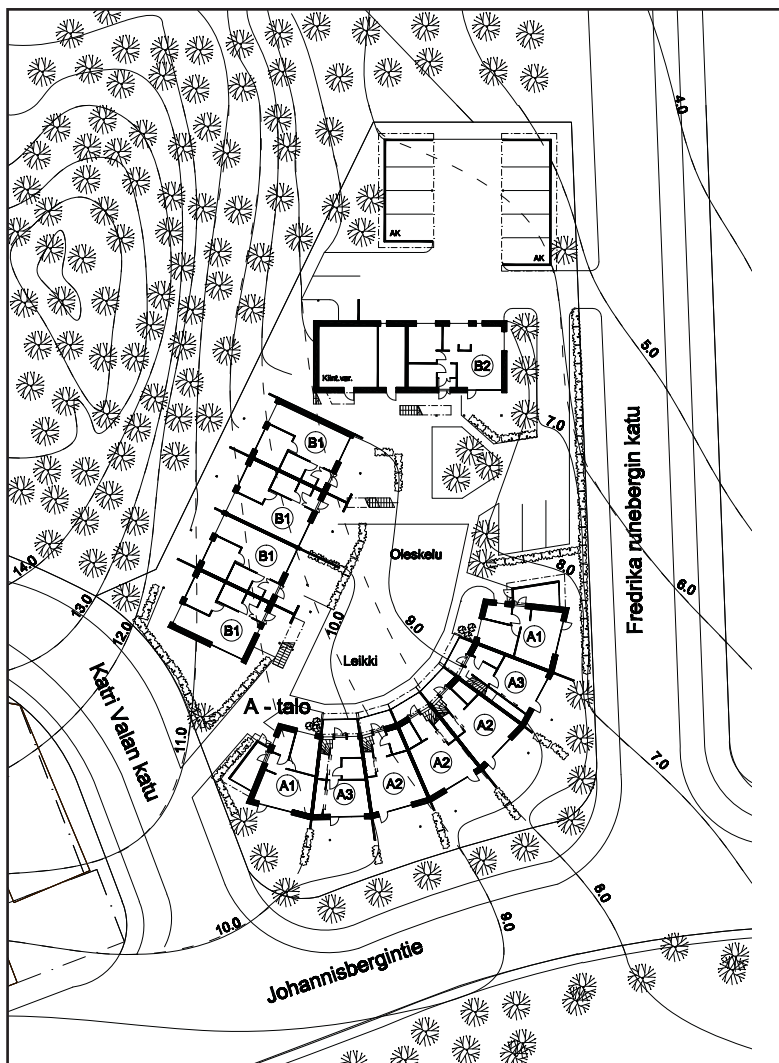 4.0
AK
AK
5.0
B2
Kiint.var.
7.0
B1
B1
Fredrika runebergin katu
Oleskelu
B1
14.0
8.0
6.0
13.0
B1
10.0
9.0
A1
12.0
Leikki
A3
Katri Valan katu
A - talo
11.0
A2
7.0
A1
A3
A2
A2
8.0
10.0
9.0
Johannisbergintie